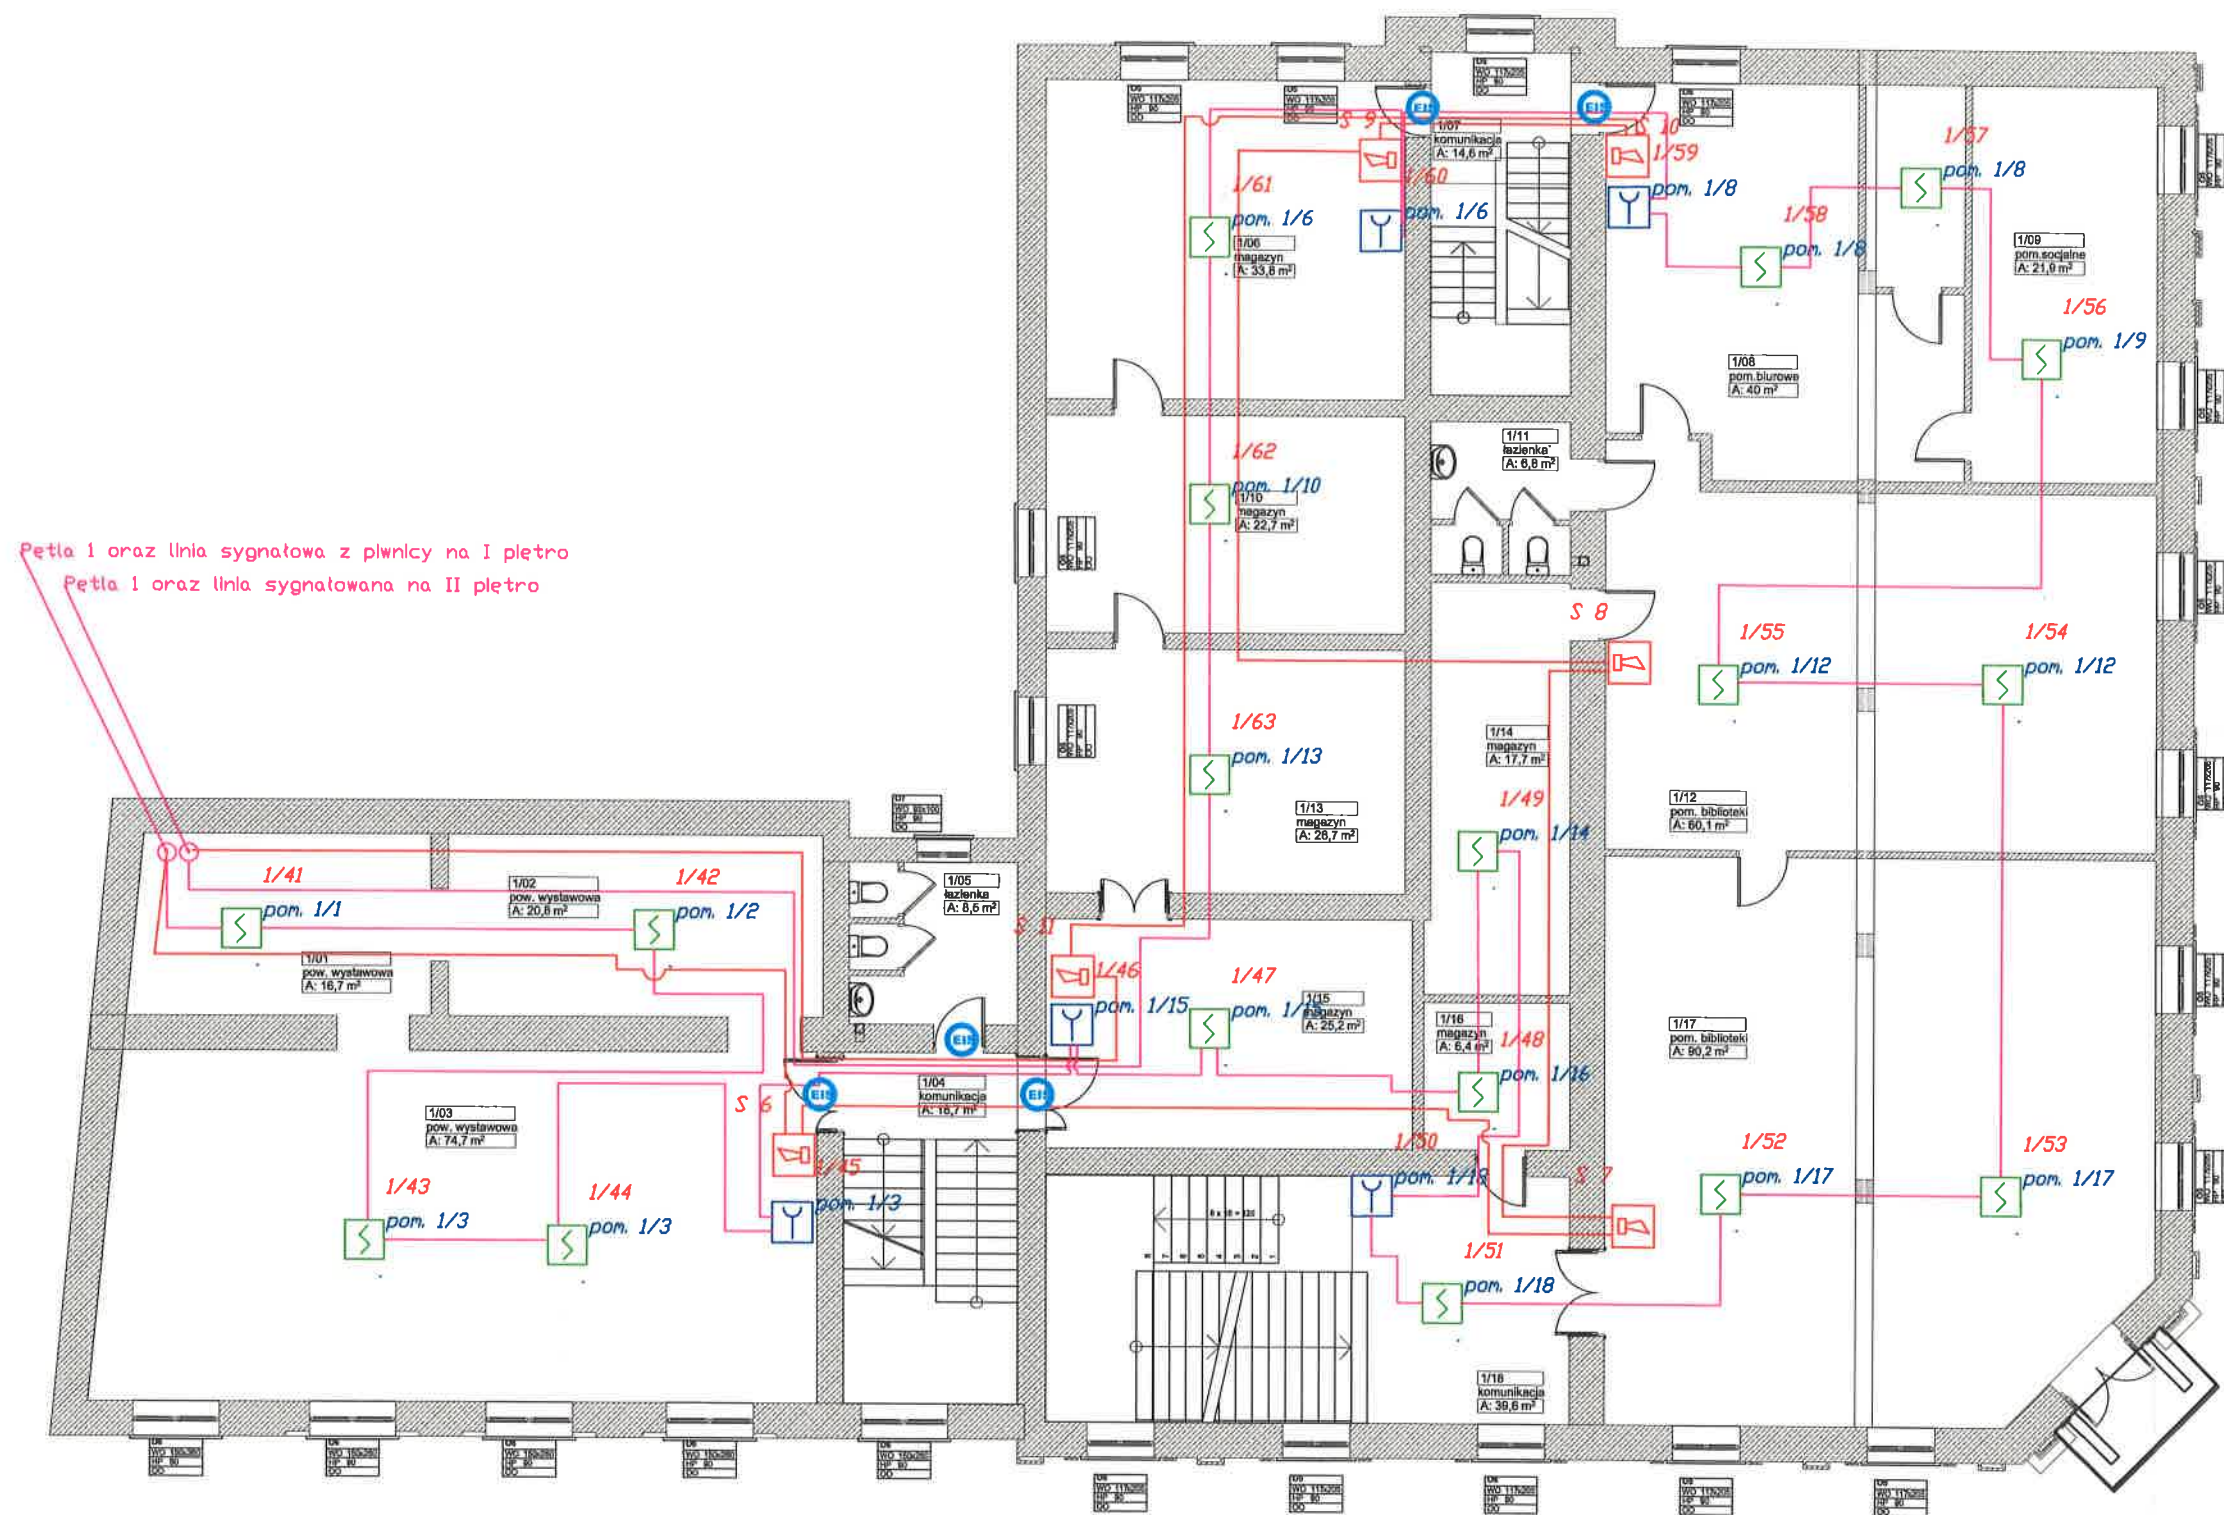 Pętla 1 oraz linia sygnałowa z piwnicy na I piętro
Pętla 1 oraz linia sygnałowana na II piętro
1/61
pom. 1/6
1/06
magazyn
A: 33,8 m²
S 9
1/60
pom. 1/6
1/07
komunikacja
A: 14,6 m²
S 10
1/59
pom. 1/8
1/58
pom. 1/8
1/57
pom. 1/8
1/09
pom.socjalne
A: 21,9 m²
1/56
pom. 1/9
1/08
pom.biurowe
A: 40 m²
1/62
pom. 1/10
1/10
magazyn
A: 22,7 m²
1/11
łazienka
A: 6,8 m²
S 8
1/55
pom. 1/12
1/54
pom. 1/12
1/63
pom. 1/13
1/13
magazyn
A: 26,7 m²
1/14
magazyn
A: 17,7 m²
1/49
pom. 1/14
1/12
pom. biblioteki
A: 60,1 m²
1/41
pom. 1/1
1/01
pow. wystawowa
A: 16,7 m²
1/02
pow. wystawowa
A: 20,8 m²
1/42
pom. 1/2
1/05
łazienka
A: 8,5 m²
S 11
1/46
pom. 1/15
1/47
pom. 1/15
1/15
magazyn
A: 25,2 m²
1/16
magazyn
A: 6,4 m²
1/48
pom. 1/16
1/17
pom. biblioteki
A: 90,2 m²
1/04
komunikacja
A: 16,7 m²
S 6
1/45
pom. 1/3
1/03
pow. wystawowa
A: 74,7 m²
1/43
pom. 1/3
1/44
pom. 1/3
1/50
pom. 1/18
S 7
1/51
pom. 1/18
1/52
pom. 1/17
1/53
pom. 1/17
8 7 6 5 4 3 2 1
1/18
komunikacja
A: 39,6 m²